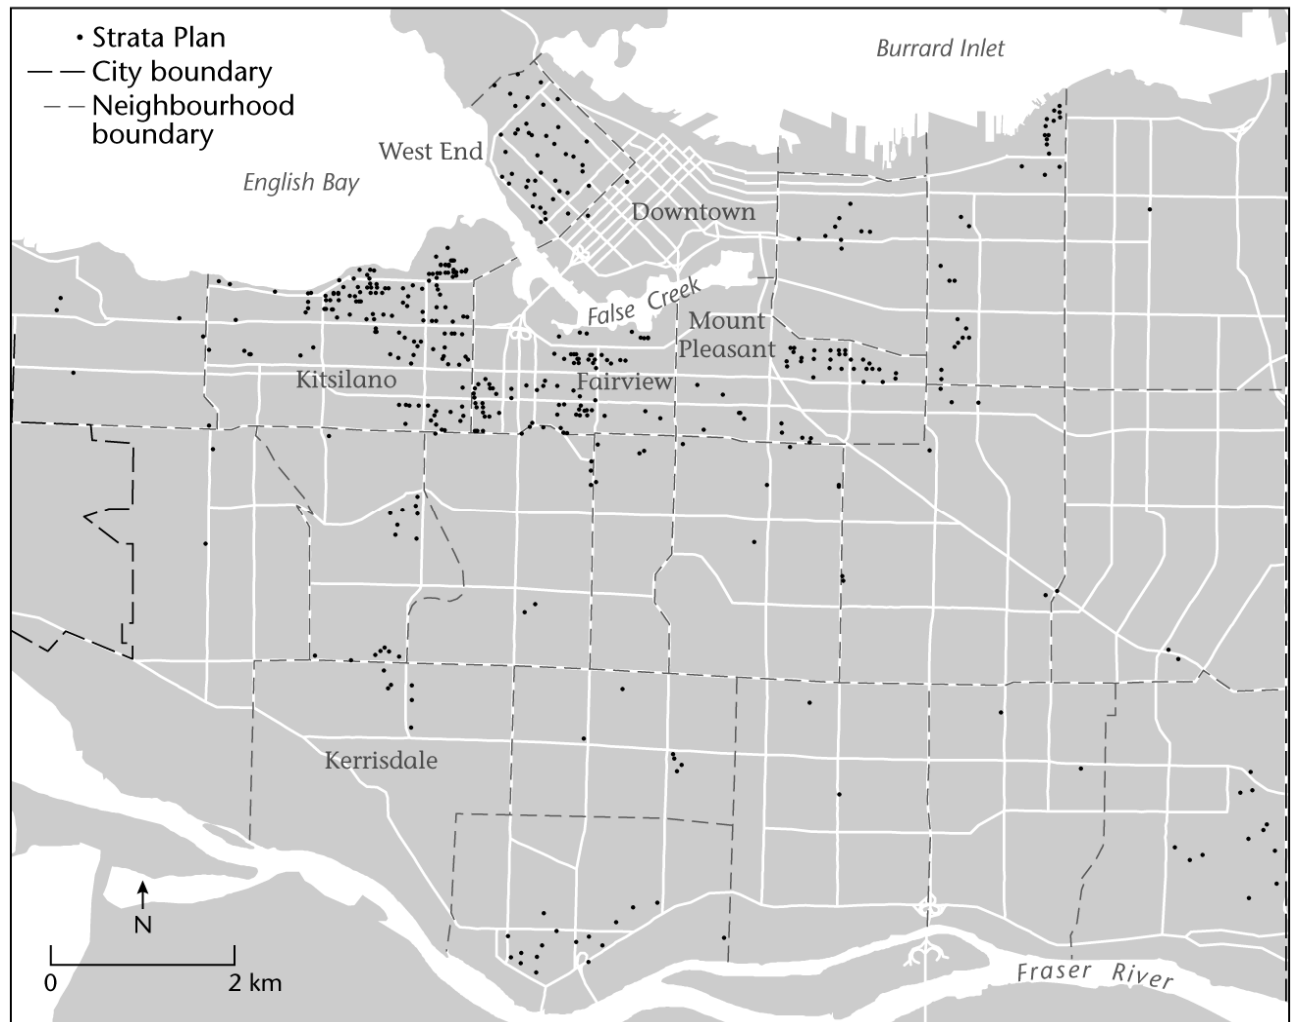 Strata Plan
City boundary
Neighbourhood
boundary
Burrard Inlet
West End
English Bay
Downtown
False Creek
Mount
Pleasant
Kitsilano
Fairview
Kerrisdale
N
0 2 km
Fraser River